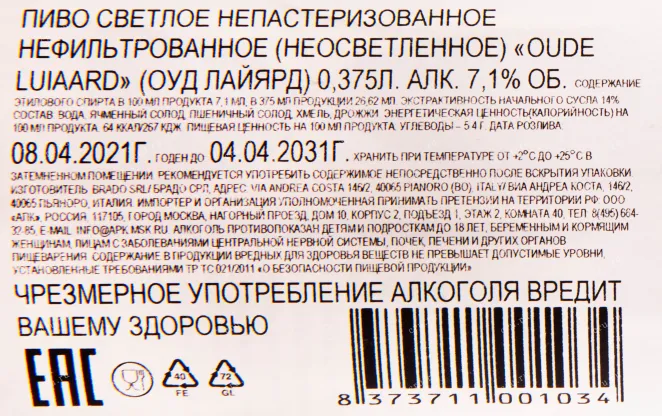 ПИВО СВЕТЛОЕ НЕПАСТЕРИЗОВАННОЕ
НЕФИЛЬТРОВАННОЕ (НЕОСВЕТЛЕННОЕ) «OUDE
LUIAARD» (ОУД ЛАЙЯРД) 0,375Л. АЛК. 7,1% ОБ. СОДЕРЖАНИЕ
ЭТИЛОВОГО СПИРТА В 100 МЛ ПРОДУКТА 7,1 МЛ, В 375 МЛ ПРОДУКЦИИ 26,62 МЛ. ЭКСТРАКТИВНОСТЬ НАЧАЛЬНОГО СУСЛА 14%
СОСТАВ: ВОДА, ЯЧМЕННЫЙ СОЛОД, ПШЕНИЧНЫЙ СОЛОД, ХМЕЛЬ, ДРОЖЖИ. ЭНЕРГЕТИЧЕСКАЯ ЦЕННОСТЬ(КАЛОРИЙНОСТЬ) НА
100 МЛ ПРОДУКТА: 64 ККАЛ/267 КДЖ. ПИЩЕВАЯ ЦЕННОСТЬ НА 100 МЛ ПРОДУКТА: УГЛЕВОДЫ – 5.4 Г. ДАТА РОЗЛИВА:
08.04.2021Г. ГОДЕН ДО: 04.04.2031Г. ХРАНИТЬ ПРИ ТЕМПЕРАТУРЕ ОТ +2°С ДО +25°С В
ЗАТЕМНЕННОМ ПОМЕЩЕНИИ. РЕКОМЕНДУЕТСЯ УПОТРЕБИТЬ СОДЕРЖИМОЕ НЕПОСРЕДСТВЕННО ПОСЛЕ ВСКРЫТИЯ УПАКОВКИ.
ИЗГОТОВИТЕЛЬ: BRADO SRL/ БРАДО СРЛ, АДРЕС: VIA ANDREA COSTA 146/2, 40065 PIANORO (BO), ITALY/ ВИА АНДРЕА КОСТА, 146/2,
40065 ПЬЯНОРО, ИТАЛИЯ. ИМПОРТЕР И ОРГАНИЗАЦИЯ УПОЛНОМОЧЕННАЯ ПРИНИМАТЬ ПРЕТЕНЗИИ НА ТЕРРИТОРИИ РФ: ООО
«АПК», РОССИЯ, 117105, ГОРОД МОСКВА, НАГОРНЫЙ ПРОЕЗД, ДОМ 10, КОРПУС 2, ПОДЪЕЗД 1, ЭТАЖ 2, КОМНАТА 40, ТЕЛ: 8(495) 664-
32-85, E-MAIL: INFO@APK.MSK.RU. АЛКОГОЛЬ ПРОТИВОПОКАЗАН ДЕТЯМ И ПОДРОСТКАМ ДО 18 ЛЕТ, БЕРЕМЕННЫМ И КОРМЯЩИМ
ЖЕНЩИНАМ, ЛИЦАМ С ЗАБОЛЕВАНИЯМИ ЦЕНТРАЛЬНОЙ НЕРВНОЙ СИСТЕМЫ, ПОЧЕК, ПЕЧЕНИ И ДРУГИХ ОРГАНОВ
ПИЩЕВАРЕНИЯ. СОДЕРЖАНИЕ В ПРОДУКЦИИ ВРЕДНЫХ ДЛЯ ЗДОРОВЬЯ ВЕЩЕСТВ НЕ ПРЕВЫШАЕТ ДОПУСТИМЫЕ УРОВНИ,
УСТАНОВЛЕННЫЕ ТРЕБОВАНИЯМИ ТР ТС 021/2011 «О БЕЗОПАСНОСТИ ПИЩЕВОЙ ПРОДУКЦИИ»
ЧРЕЗМЕРНОЕ УПОТРЕБЛЕНИЕ АЛКОГОЛЯ ВРЕДИТ
ВАШЕМУ ЗДОРОВЬЮ
EAC 40 FE 72 GL 8 373711 001034